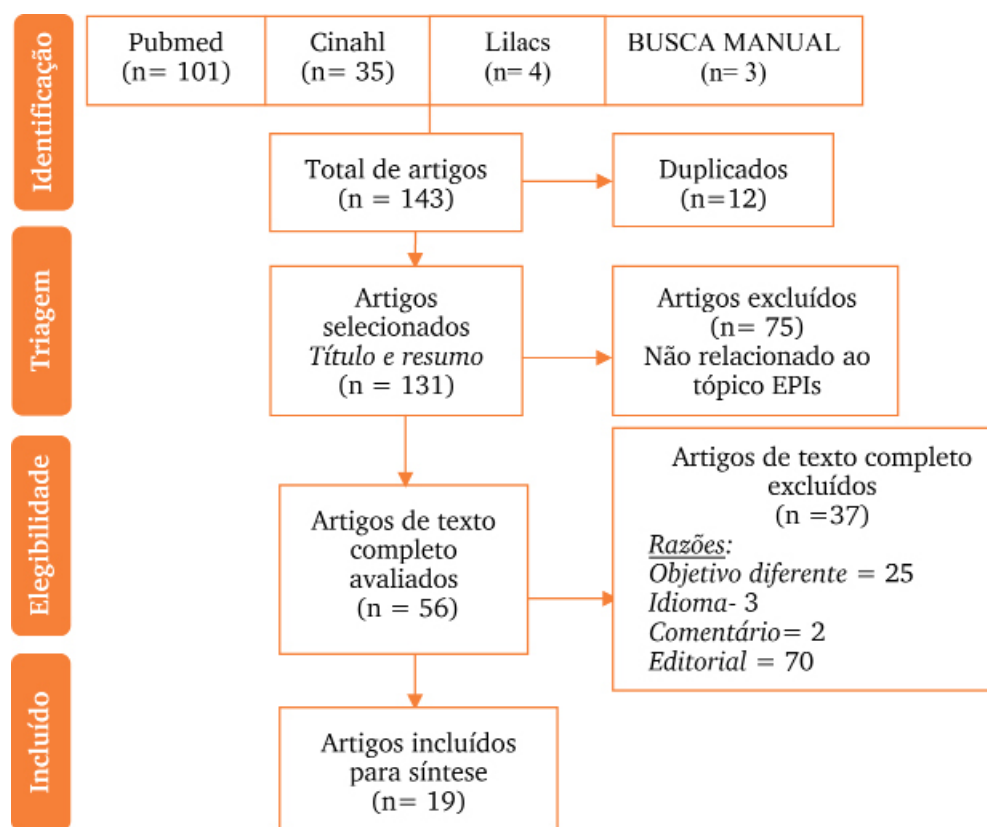 Identificação
Pubmed
(n= 101)
Cinahl
(n= 35)
Lilacs
(n= 4)
BUSCA MANUAL
(n= 3)
Total de artigos
(n = 143)
Duplicados
(n=12)
Triagem
Artigos
selecionados
Título e resumo
(n = 131)
Artigos excluídos
(n= 75)
Não relacionado ao
tópico EPIs
Elegibilidade
Artigos de texto
completo
avaliados
(n = 56)
Artigos de texto completo
excluídos
(n =37)
Razões:
Objetivo diferente = 25
Idioma- 3
Comentário= 2
Editorial = 70
Incluído
Artigos incluídos
para síntese
(n= 19)